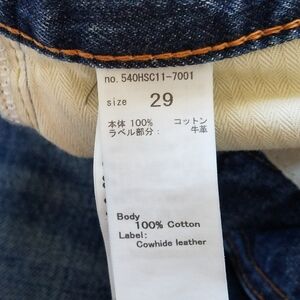 no. 540HSC11-7001
size 29
本体 100% コットン
ラベル部分: 牛革
Body
100% Cotton
Label:
Cowhide leather